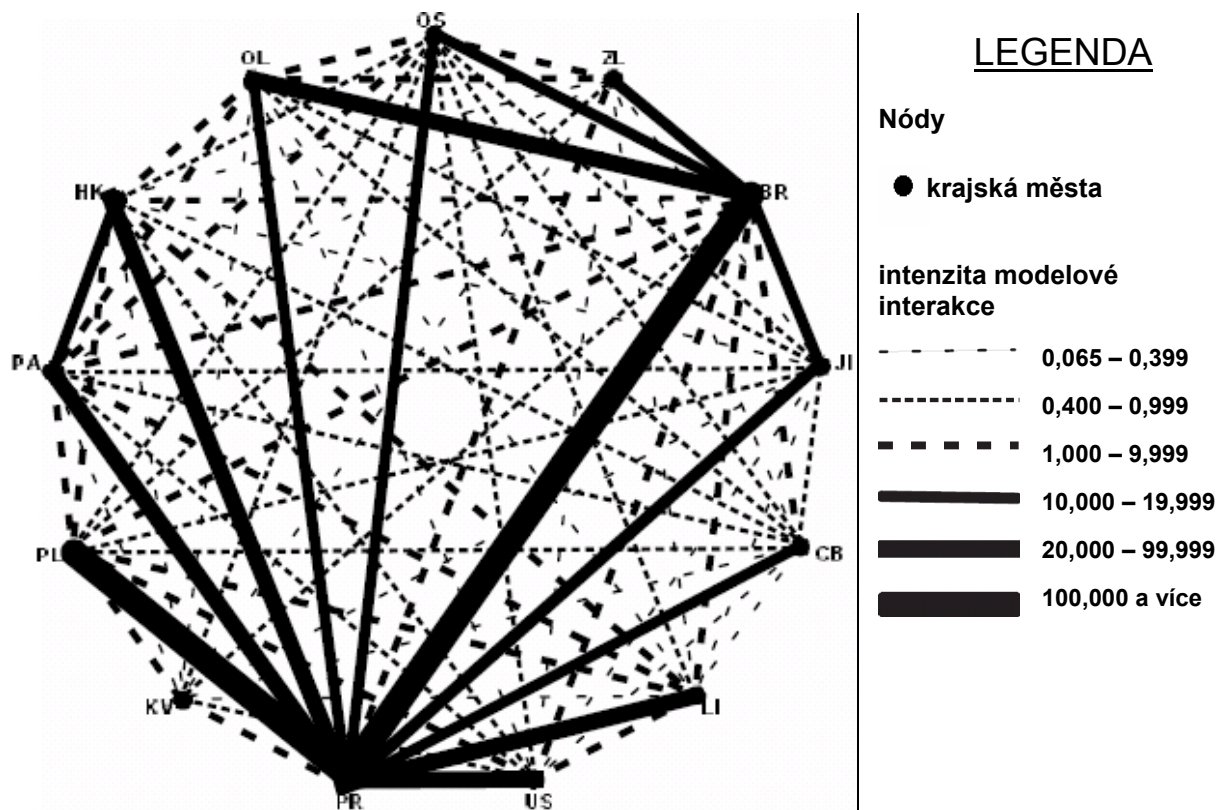 OS
OL
ZL
HK
BR
PA
JI
PL
CB
KV
LI
PR
US
LEGENDA
Nódy
krajská města
intenzita modelové
interakce
0,065 – 0,399
0,400 – 0,999
1,000 – 9,999
10,000 – 19,999
20,000 – 99,999
100,000 a více